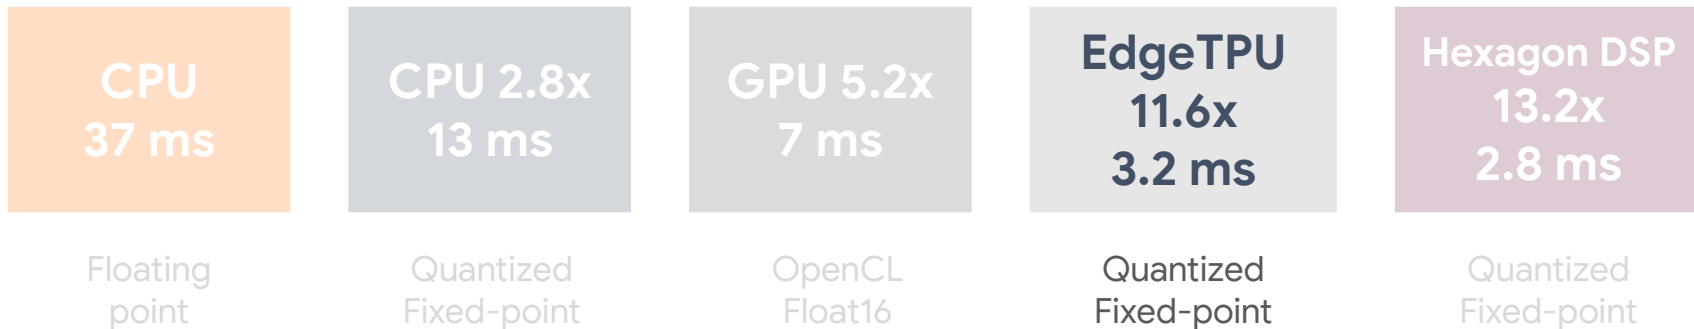 CPU
37 ms
Floating
point
CPU 2.8x
13 ms
Quantized
Fixed-point
GPU 5.2x
7 ms
OpenCL
Float16
EdgeTPU
11.6x
3.2 ms
Quantized
Fixed-point
Hexagon DSP
13.2x
2.8 ms
Quantized
Fixed-point